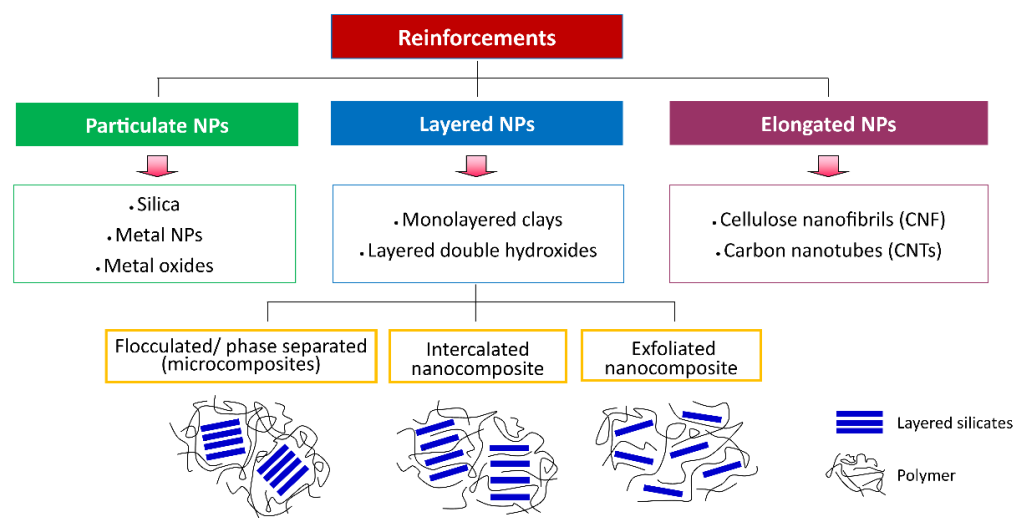 Reinforcements
Particulate NPs
Layered NPs
Elongated NPs
• Silica
• Metal NPs
• Metal oxides
• Monolayered clays
• Layered double hydroxides
• Cellulose nanofibrils (CNF)
• Carbon nanotubes (CNTs)
Flocculated/ phase separated
(microcomposites)
Intercalated
nanocomposite
Exfoliated
nanocomposite
Layered silicates
Polymer